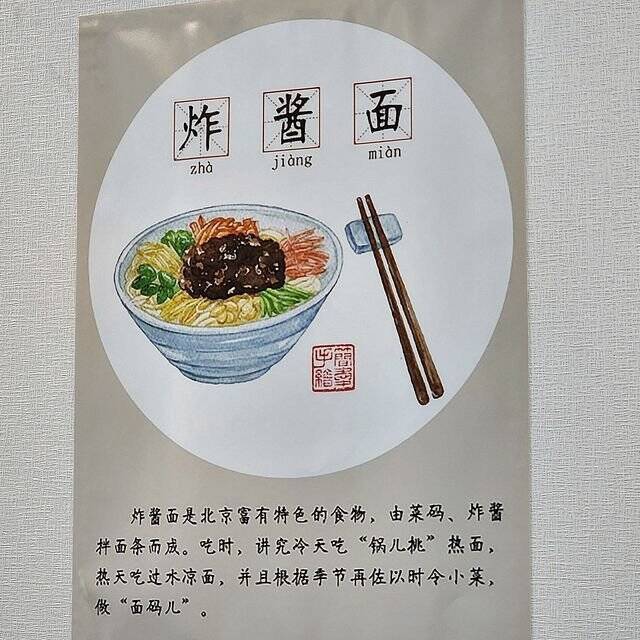 炸 酱 面
zhà jiàng miàn
炸酱面是北京富有特色的食物，由菜码、炸酱
拌面条而成。吃时，讲究冷天吃“锅儿挑”热面，
热天吃过水凉面，并且根据季节再佐以时令小菜，
做“面码儿”。